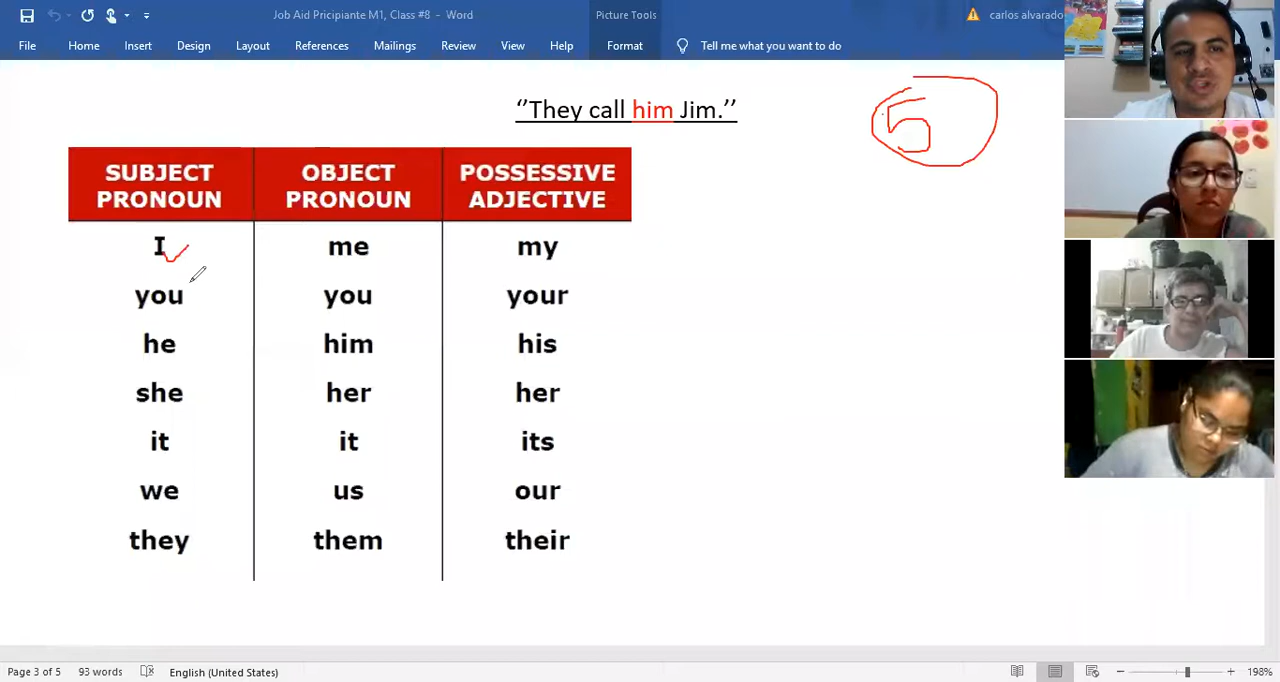 Job Aid Pricipiante M1, Class #8 - Word
Picture Tools
carlos alvarado
File Home Insert Design Layout References Mailings Review View Help Format Tell me what you want to do
‘’They call him Jim.’’
5
SUBJECT PRONOUN OBJECT PRONOUN POSSESSIVE ADJECTIVE
I me my
you you your
he him his
she her her
it it its
we us our
they them their
Page 3 of 5 93 words English (United States) 198%